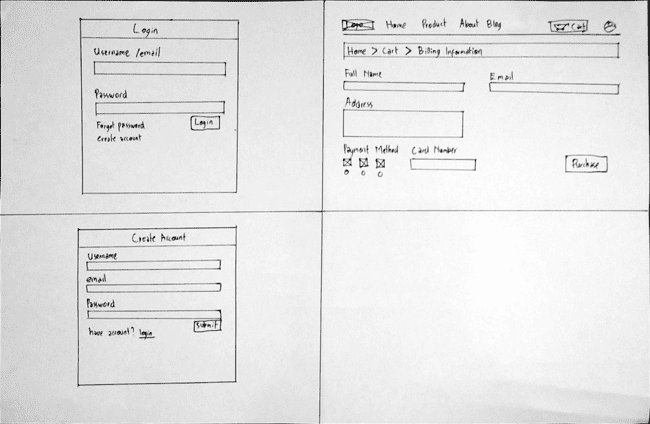 Login
Username /email
Password
Forgot password
Login
create account
Logo Home Product About Blog Cart
Home > Cart > Billing Information
Full Name Email
Address
Payment Method Card Number
Purchase
Create Account
Username
email
Password
Submit
have account? login